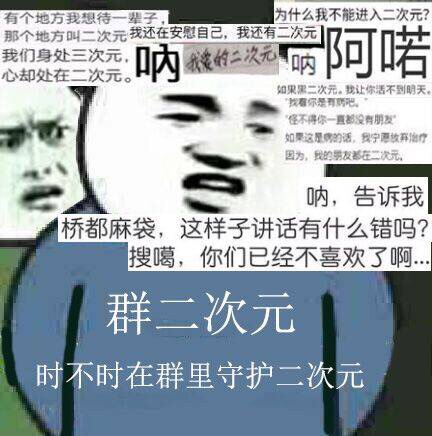 有个地方我想待一辈子，
那个地方叫二次元
我们身处三次元，
心却处在二次元。
我还在安慰自己，我还有二次元
呐
我爱的二次元
为什么我不能进入二次元？
呐
阿喏
如果黑二次元。我让你活不到明天。
"我看你是有病吧。"
"怪不得你一直都没有朋友"
如果这是病的话，我宁愿放弃治疗
因为，我的朋友都在二次元。
呐，告诉我
桥都麻袋，这样子讲话有什么错吗?
搜噶，你们已经不喜欢了啊...
群二次元
时不时在群里守护二次元